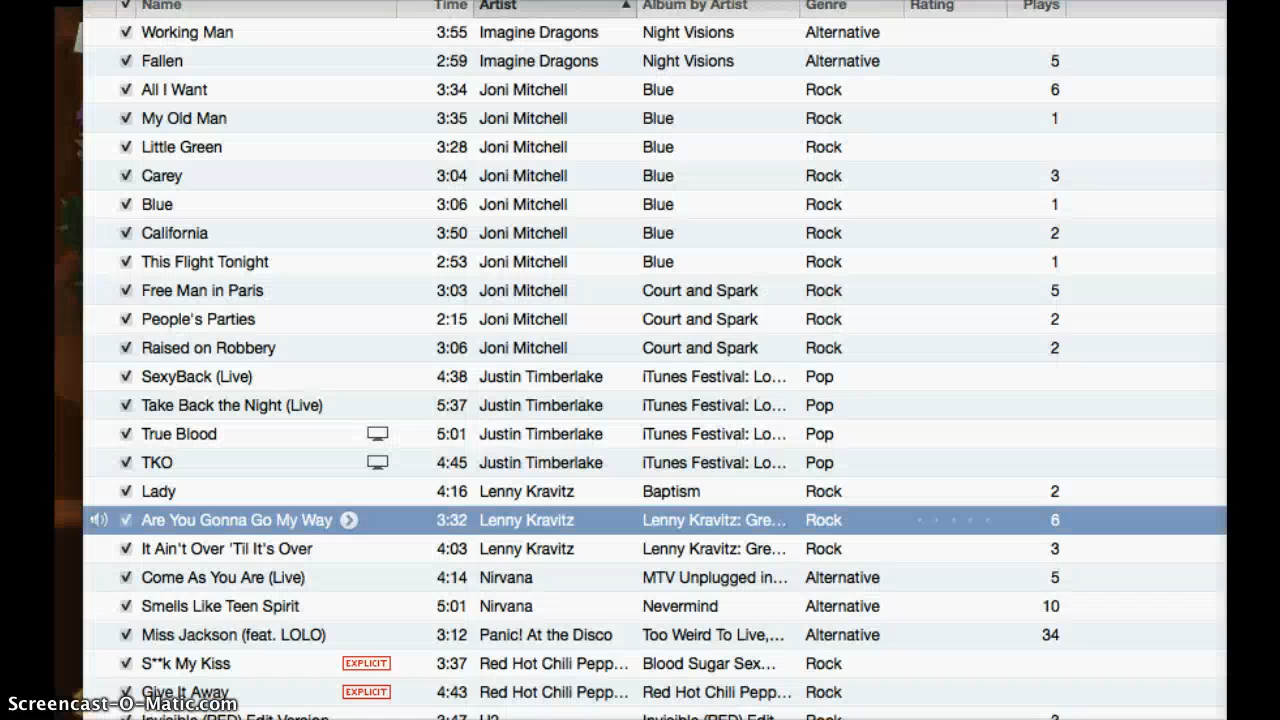 ✓ Name Time Artist ▲ Album by Artist Genre Rating Plays
✓ Working Man 3:55 Imagine Dragons Night Visions Alternative
✓ Fallen 2:59 Imagine Dragons Night Visions Alternative 5
✓ All I Want 3:34 Joni Mitchell Blue Rock 6
✓ My Old Man 3:35 Joni Mitchell Blue Rock 1
✓ Little Green 3:28 Joni Mitchell Blue Rock
✓ Carey 3:04 Joni Mitchell Blue Rock 3
✓ Blue 3:06 Joni Mitchell Blue Rock 1
✓ California 3:50 Joni Mitchell Blue Rock 2
✓ This Flight Tonight 2:53 Joni Mitchell Blue Rock 1
✓ Free Man in Paris 3:03 Joni Mitchell Court and Spark Rock 5
✓ People's Parties 2:15 Joni Mitchell Court and Spark Rock 2
✓ Raised on Robbery 3:06 Joni Mitchell Court and Spark Rock 2
✓ SexyBack (Live) 4:38 Justin Timberlake iTunes Festival: Lo... Pop
✓ Take Back the Night (Live) 5:37 Justin Timberlake iTunes Festival: Lo... Pop
✓ True Blood 5:01 Justin Timberlake iTunes Festival: Lo... Pop
✓ TKO 4:45 Justin Timberlake iTunes Festival: Lo... Pop
✓ Lady 4:16 Lenny Kravitz Baptism Rock 2
✓ Are You Gonna Go My Way 3:32 Lenny Kravitz Lenny Kravitz: Gre... Rock 6
✓ It Ain't Over 'Til It's Over 4:03 Lenny Kravitz Lenny Kravitz: Gre... Rock 3
✓ Come As You Are (Live) 4:14 Nirvana MTV Unplugged in... Alternative 5
✓ Smells Like Teen Spirit 5:01 Nirvana Nevermind Alternative 10
✓ Miss Jackson (feat. LOLO) 3:12 Panic! At the Disco Too Weird To Live,... Alternative 34
✓ S**k My Kiss EXPLICIT 3:37 Red Hot Chili Pepp... Blood Sugar Sex... Rock
✓ Give It Away EXPLICIT 4:43 Red Hot Chili Pepp... Red Hot Chili Pepp... Rock
Invisible (RED) Edit Version 3:47 U2 Invisible (RED) Edit... Rock 3
Screencast-O-Matic.com